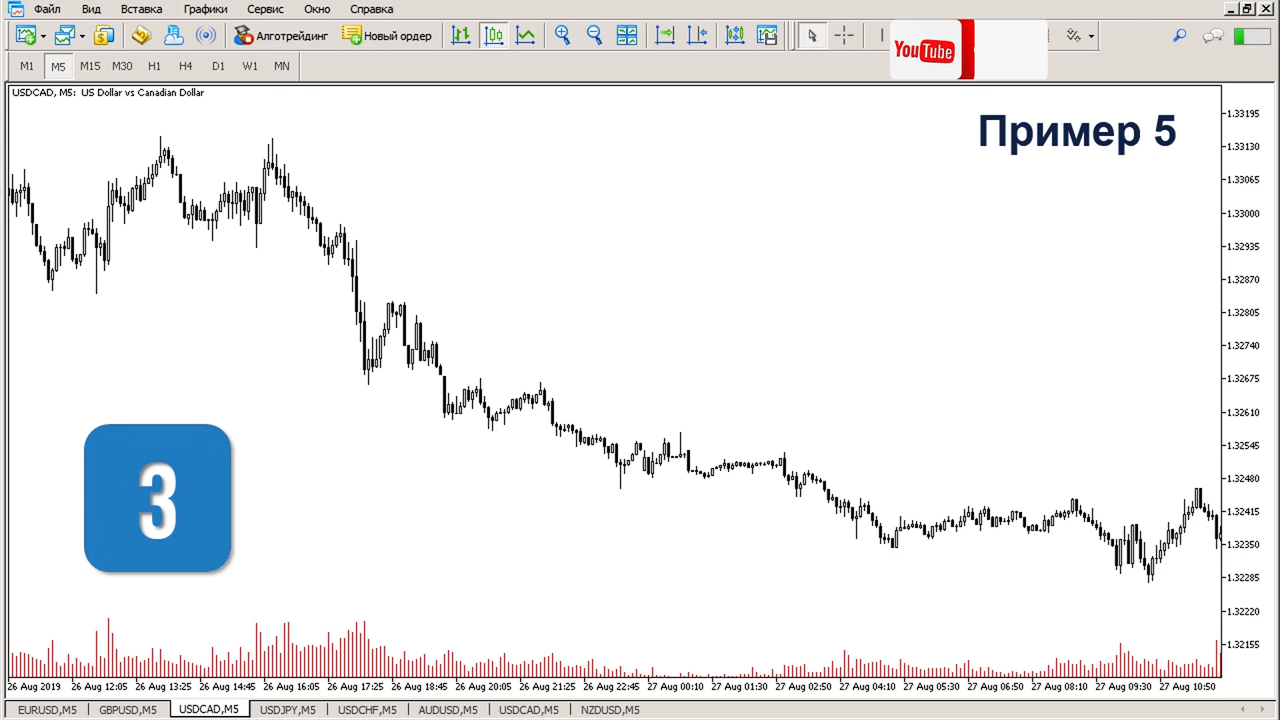 Файл Вид Вставка Графики Сервис Окно Справка
Алготрейдинг Новый ордер
YouTube
M1 M5 M15 M30 H1 H4 D1 W1 MN
USDCAD, M5: US Dollar vs Canadian Dollar
Пример 5
1.33195
1.33130
1.33065
1.33000
1.32935
1.32870
1.32805
1.32740
1.32675
1.32610
1.32545
1.32480
1.32415
1.32350
1.32285
1.32220
1.32155
3
26 Aug 2019 26 Aug 12:05 26 Aug 13:25 26 Aug 14:45 26 Aug 16:05 26 Aug 17:25 26 Aug 18:45 26 Aug 20:05 26 Aug 21:25 26 Aug 22:45 27 Aug 00:10 27 Aug 01:30 27 Aug 02:50 27 Aug 04:10 27 Aug 05:30 27 Aug 06:50 27 Aug 08:10 27 Aug 09:30 27 Aug 10:50
EURUSD,M5 GBPUSD,M5 USDCAD,M5 USDJPY,M5 USDCHF,M5 AUDUSD,M5 USDCAD,M5 NZDUSD,M5